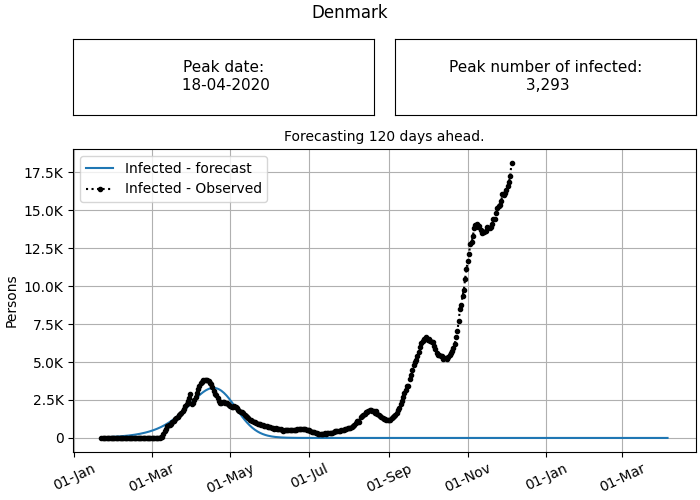 Denmark
Peak date:
18-04-2020
Peak number of infected:
3,293
Forecasting 120 days ahead.
Infected - forecast
Infected - Observed
Persons
17.5K
15.0K
12.5K
10.0K
7.5K
5.0K
2.5K
0
01-Jan
01-Mar
01-May
01-Jul
01-Sep
01-Nov
01-Jan
01-Mar